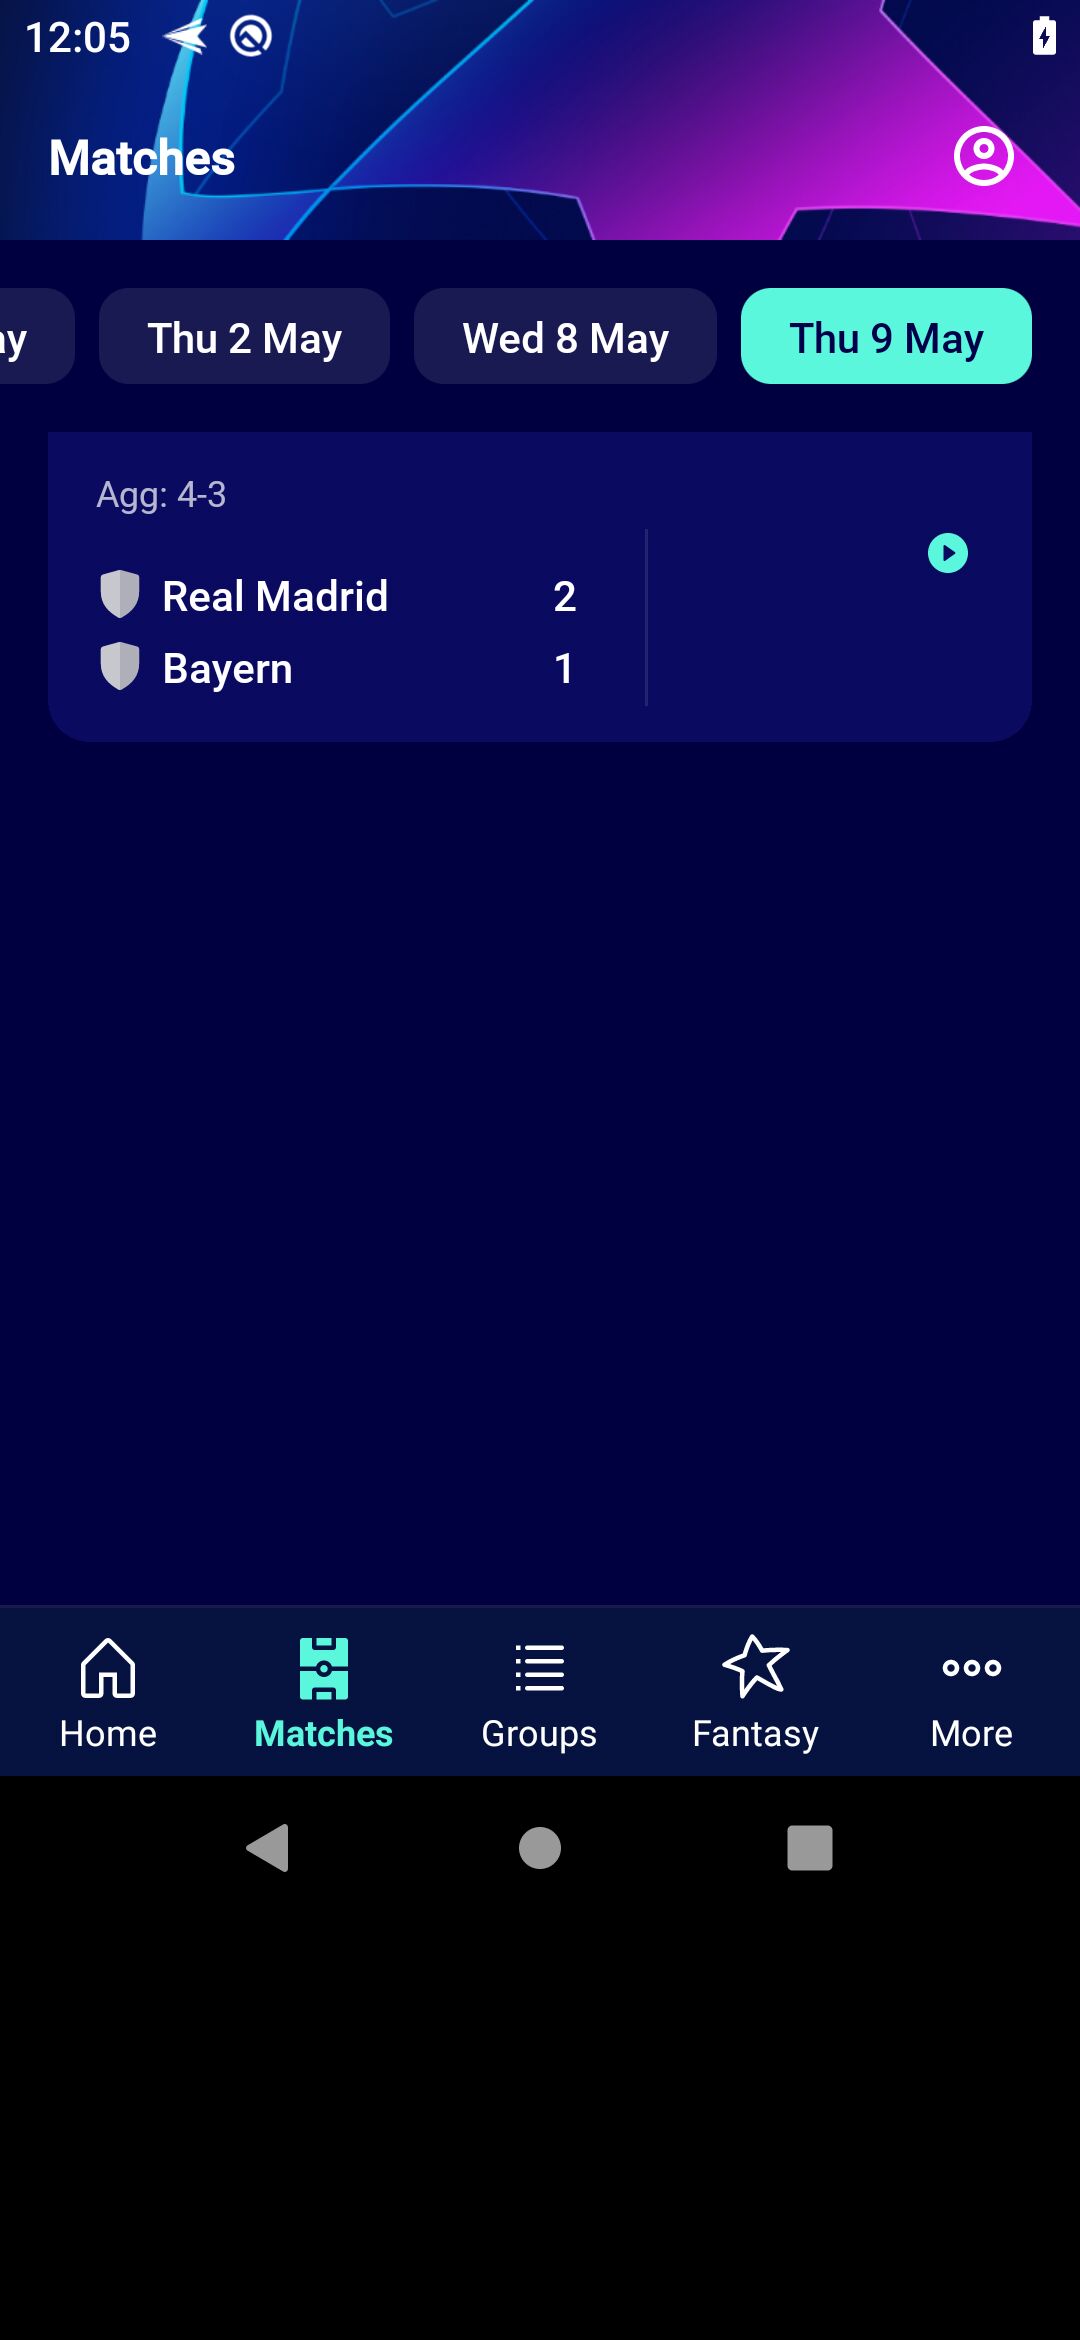 12:05
Matches
ay
Thu 2 May
Wed 8 May
Thu 9 May
Agg: 4-3
Real Madrid 2
Bayern 1
Home
Matches
Groups
Fantasy
More